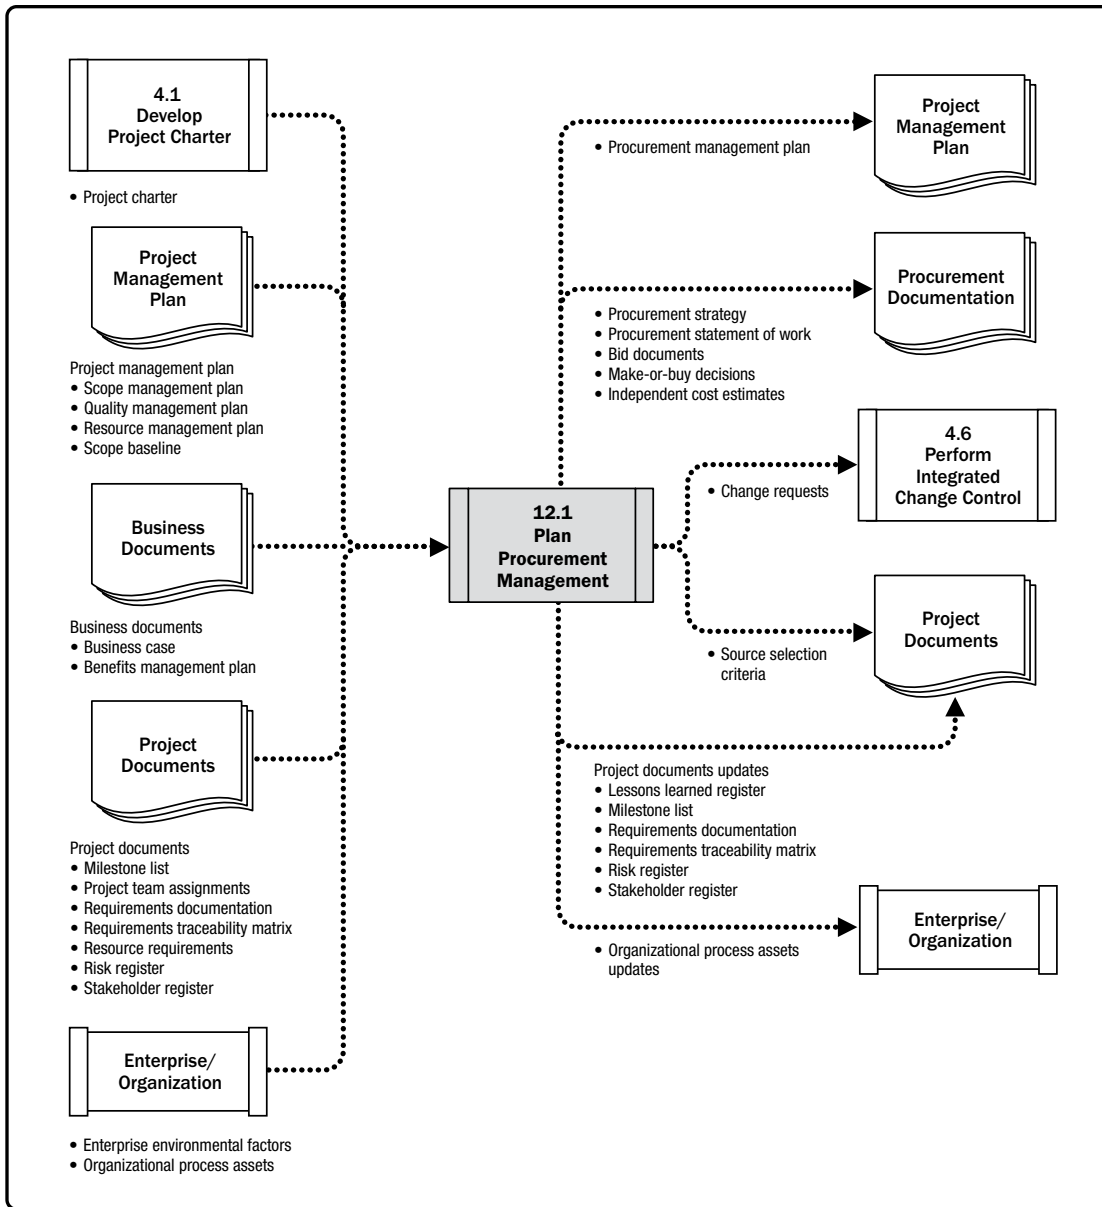 4.1
Develop
Project Charter
• Project charter
Project
Management
Plan
Project management plan
• Scope management plan
• Quality management plan
• Resource management plan
• Scope baseline
Business
Documents
Business documents
• Business case
• Benefits management plan
Project
Documents
Project documents
• Milestone list
• Project team assignments
• Requirements documentation
• Requirements traceability matrix
• Resource requirements
• Risk register
• Stakeholder register
Enterprise/
Organization
• Enterprise environmental factors
• Organizational process assets
12.1
Plan
Procurement
Management
• Procurement management plan
Project
Management
Plan
• Procurement strategy
• Procurement statement of work
• Bid documents
• Make-or-buy decisions
• Independent cost estimates
Procurement
Documentation
• Change requests
4.6
Perform
Integrated
Change Control
• Source selection
criteria
Project
Documents
Project documents updates
• Lessons learned register
• Milestone list
• Requirements documentation
• Requirements traceability matrix
• Risk register
• Stakeholder register
• Organizational process assets
updates
Enterprise/
Organization